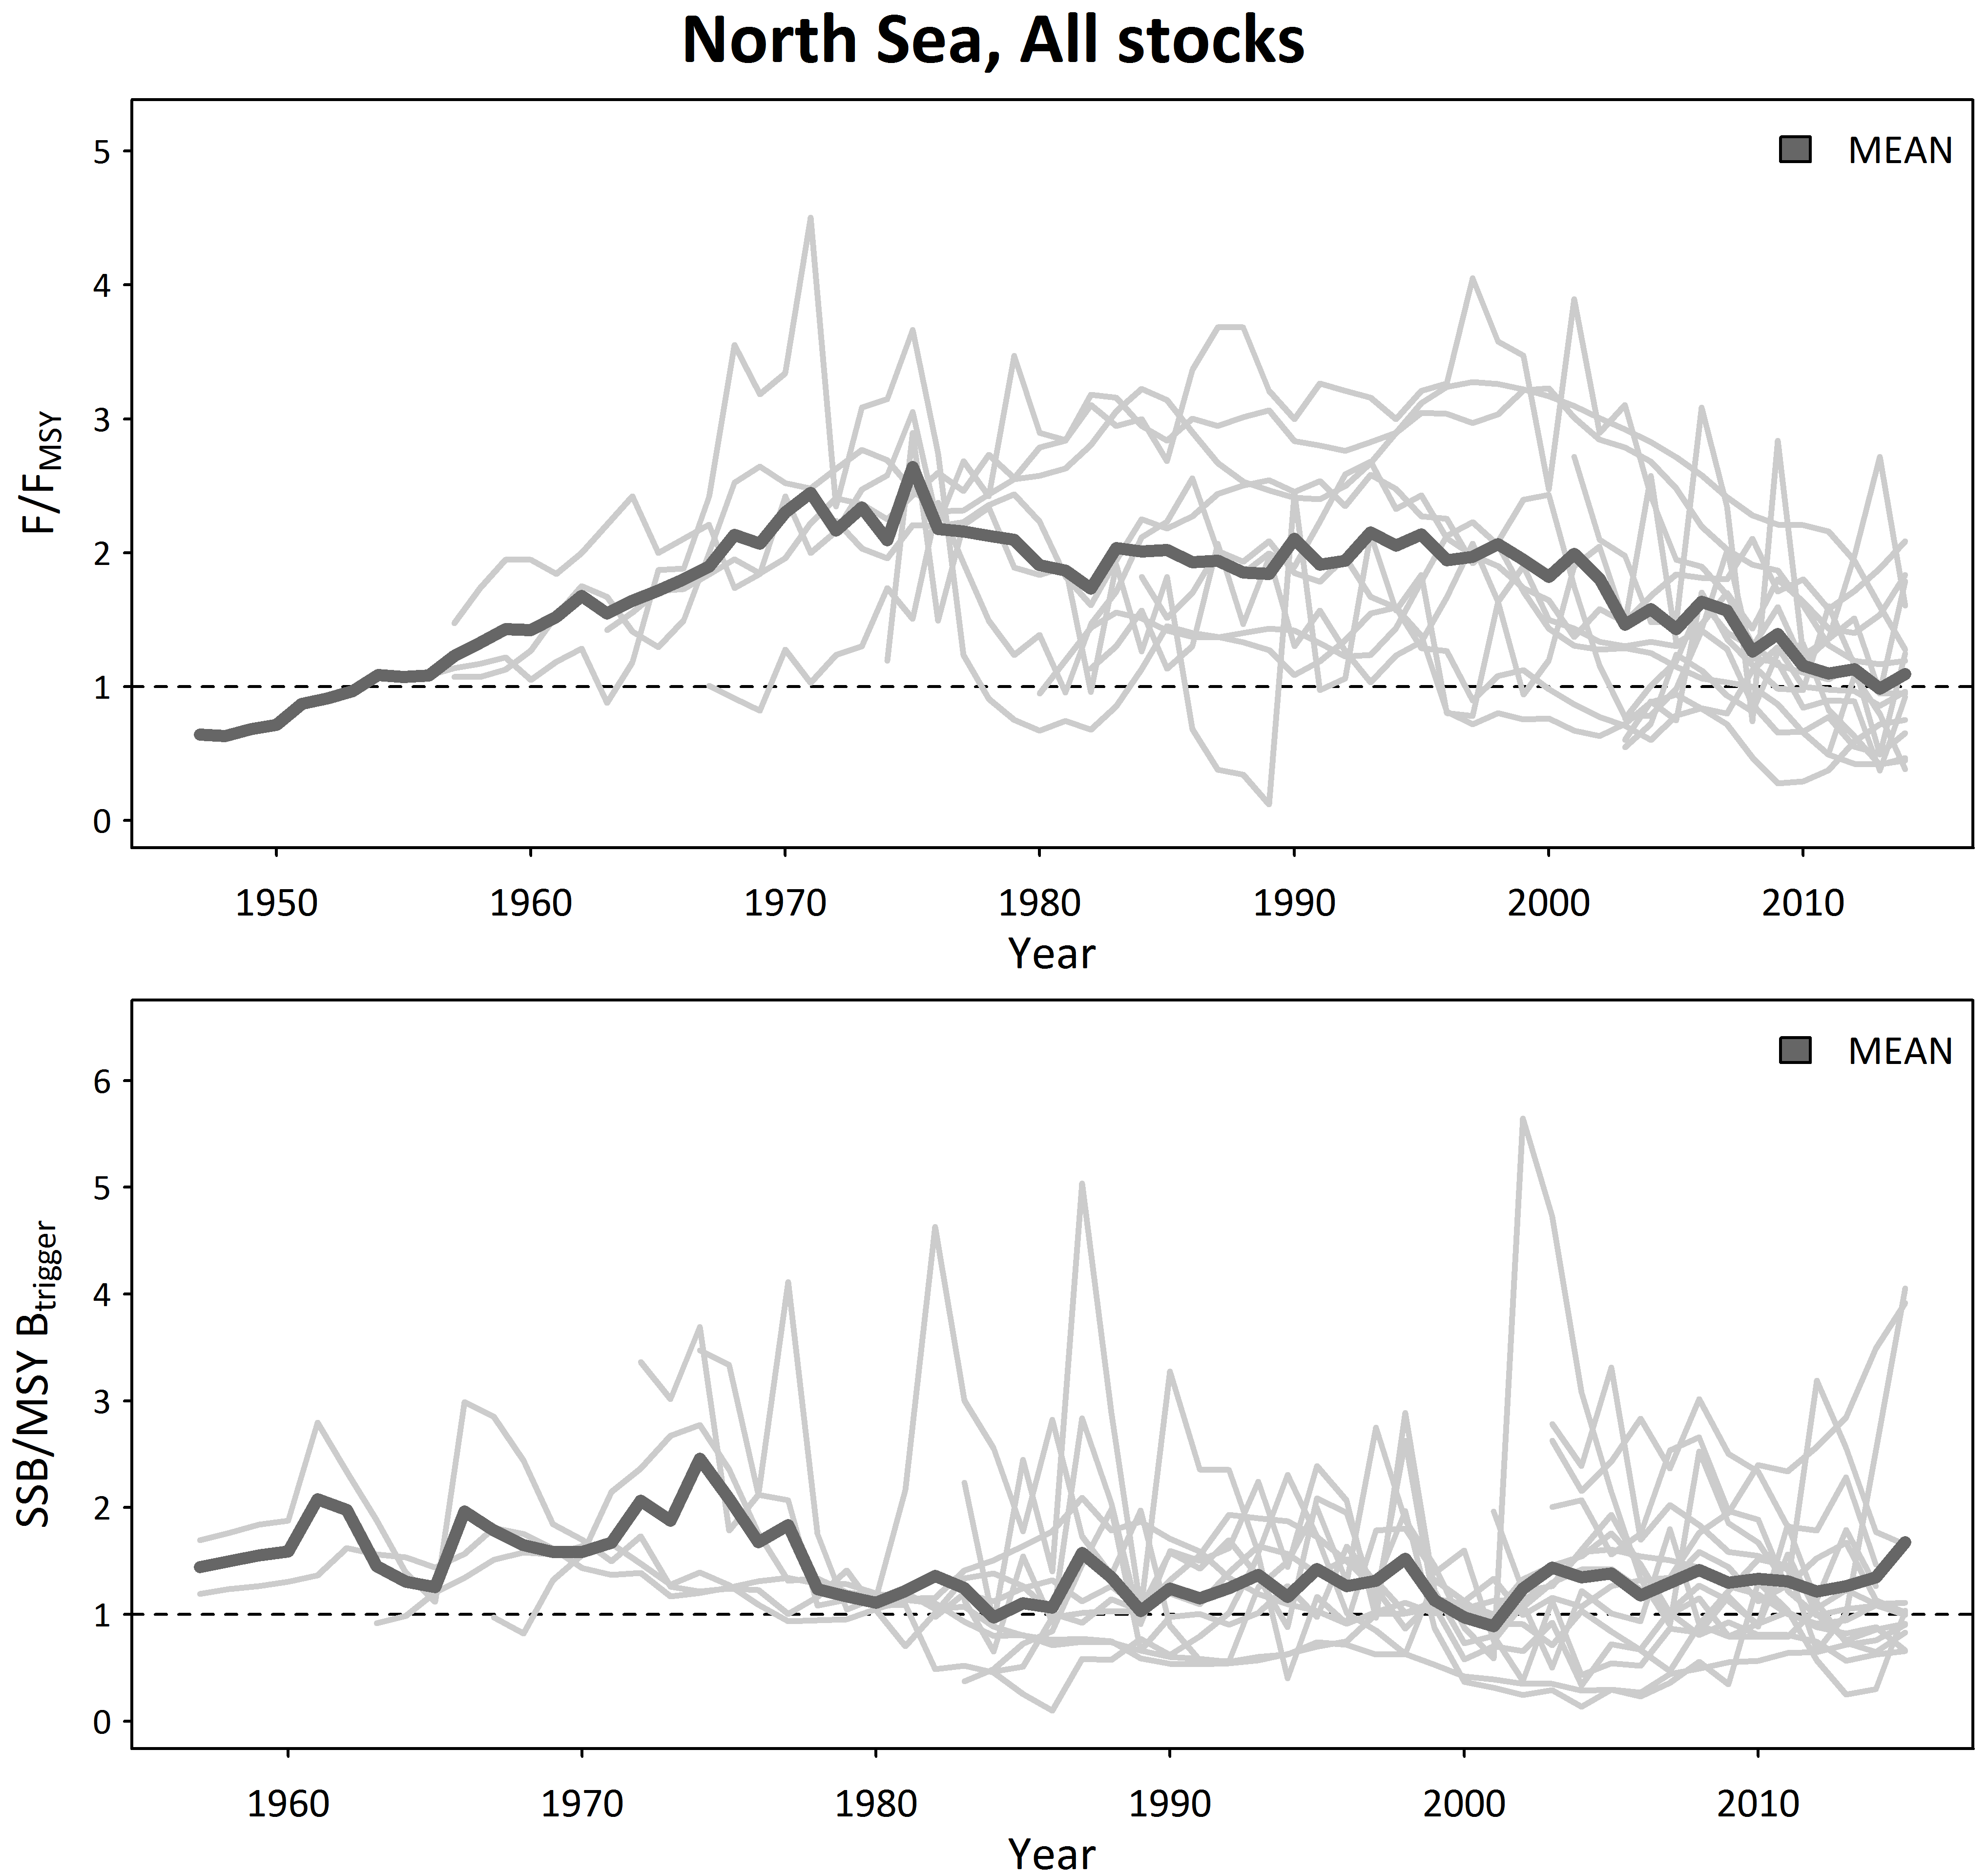 North Sea, All stocks
MEAN
F/FMSY
5
4
3
2
1
0
1950 1960 1970 1980 1990 2000 2010
Year
MEAN
SSB/MSY Btrigger
6
5
4
3
2
1
0
1960 1970 1980 1990 2000 2010
Year